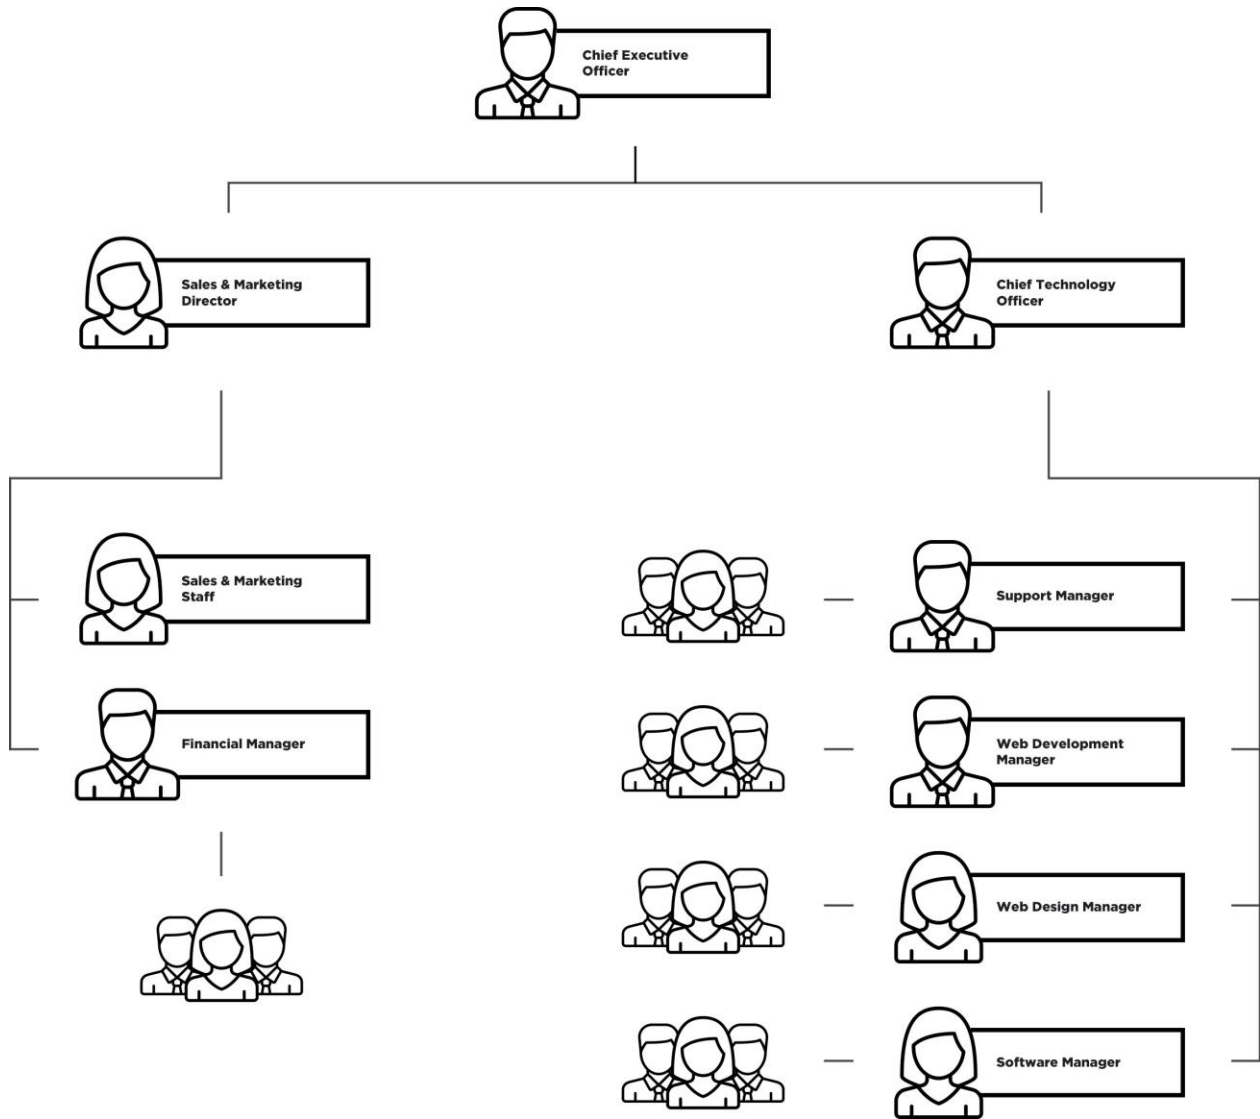 Chief Executive
Officer
Sales & Marketing
Director
Chief Technology
Officer
Sales & Marketing
Staff
Financial Manager
Support Manager
Web Development
Manager
Web Design Manager
Software Manager